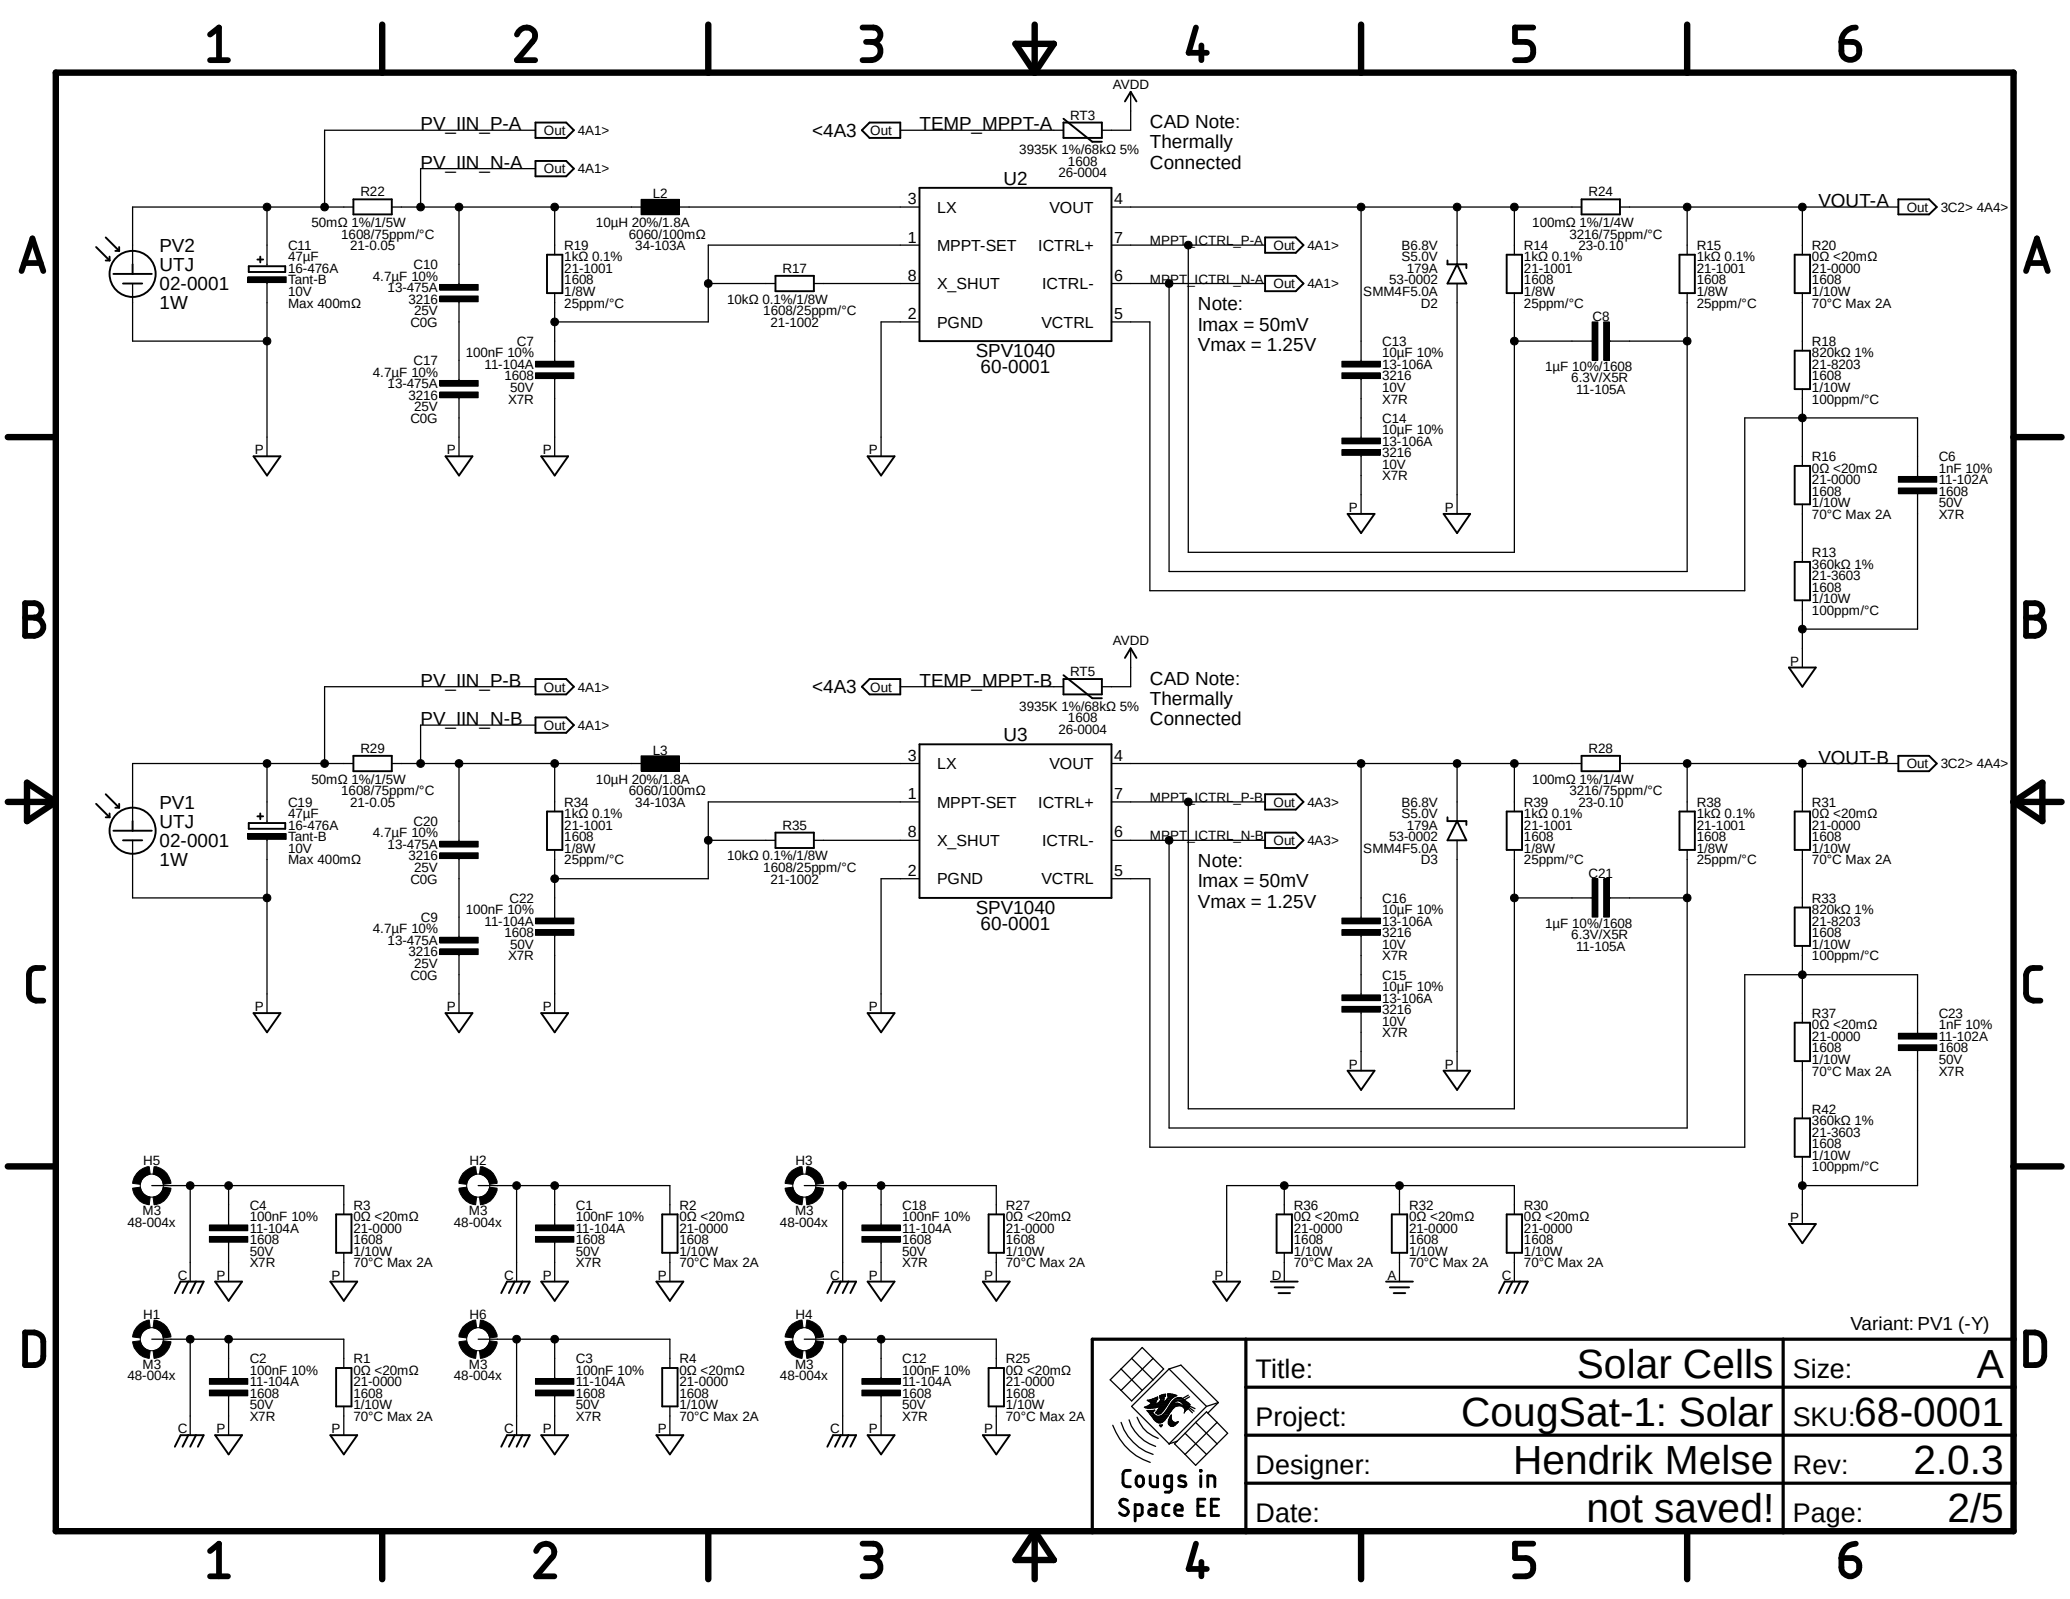 1 2 3 4 5 6
A
A
B
B
C
C
D
D
AVDD
PV_IIN_P-A Out 4A1>
<4A3 Out TEMP_MPPT-A
RT3
3935K 1%/68kΩ 5%
1608
26-0004
CAD Note:
Thermally
Connected
PV_IIN_N-A Out 4A1>
PV2
UTJ
02-0001
1W
C11
47µF
16-476A
Tant-B
10V
Max 400mΩ
P
R22
50mΩ 1%/1/5W
1608/75ppm/°C
21-0.05
C10
4.7µF 10%
13-475A
3216
25V
C0G
C17
4.7µF 10%
13-475A
3216
25V
C0G
P
R19
1kΩ 0.1%
21-1001
1608
1/8W
25ppm/°C
C7
100nF 10%
11-104A
1608
50V
X7R
P
L2
10µH 20%/1.8A
6060/100mΩ
34-103A
R17
10kΩ 0.1%/1/8W
1608/25ppm/°C
21-1002
P
U2
3 LX VOUT 4
1 MPPT-SET ICTRL+ 7
8 X_SHUT ICTRL- 6
2 PGND VCTRL 5
SPV1040
60-0001
MPPT_ICTRL_P-A Out 4A1>
MPPT_ICTRL_N-A Out 4A1>
Note:
Imax = 50mV
Vmax = 1.25V
C13
10µF 10%
13-106A
3216
10V
X7R
C14
10µF 10%
13-106A
3216
10V
X7R
P
B6.8V
S5.0V
179A
53-0002
SMM4F5.0A
D2
P
R14
1kΩ 0.1%
21-1001
1608
1/8W
25ppm/°C
R24
100mΩ 1%/1/4W
3216/75ppm/°C
23-0.10
C8
1µF 10%/1608
6.3V/X5R
11-105A
R15
1kΩ 0.1%
21-1001
1608
1/8W
25ppm/°C
VOUT-A Out 3C2> 4A4>
R20
0Ω <20mΩ
21-0000
1608
1/10W
70°C Max 2A
R18
820kΩ 1%
21-8203
1608
1/10W
100ppm/°C
R16
0Ω <20mΩ
21-0000
1608
1/10W
70°C Max 2A
R13
360kΩ 1%
21-3603
1608
1/10W
100ppm/°C
C6
1nF 10%
11-102A
1608
50V
X7R
P
AVDD
PV_IIN_P-B Out 4A1>
<4A3 Out TEMP_MPPT-B
RT5
3935K 1%/68kΩ 5%
1608
26-0004
CAD Note:
Thermally
Connected
PV_IIN_N-B Out 4A1>
PV1
UTJ
02-0001
1W
C19
47µF
16-476A
Tant-B
10V
Max 400mΩ
P
R29
50mΩ 1%/1/5W
1608/75ppm/°C
21-0.05
C20
4.7µF 10%
13-475A
3216
25V
C0G
C9
4.7µF 10%
13-475A
3216
25V
C0G
P
R34
1kΩ 0.1%
21-1001
1608
1/8W
25ppm/°C
C22
100nF 10%
11-104A
1608
50V
X7R
P
L3
10µH 20%/1.8A
6060/100mΩ
34-103A
R35
10kΩ 0.1%/1/8W
1608/25ppm/°C
21-1002
P
U3
3 LX VOUT 4
1 MPPT-SET ICTRL+ 7
8 X_SHUT ICTRL- 6
2 PGND VCTRL 5
SPV1040
60-0001
MPPT_ICTRL_P-B Out 4A3>
MPPT_ICTRL_N-B Out 4A3>
Note:
Imax = 50mV
Vmax = 1.25V
C16
10µF 10%
13-106A
3216
10V
X7R
C15
10µF 10%
13-106A
3216
10V
X7R
P
B6.8V
S5.0V
179A
53-0002
SMM4F5.0A
D3
P
R39
1kΩ 0.1%
21-1001
1608
1/8W
25ppm/°C
R28
100mΩ 1%/1/4W
3216/75ppm/°C
23-0.10
C21
1µF 10%/1608
6.3V/X5R
11-105A
R38
1kΩ 0.1%
21-1001
1608
1/8W
25ppm/°C
VOUT-B Out 3C2> 4A4>
R31
0Ω <20mΩ
21-0000
1608
1/10W
70°C Max 2A
R33
820kΩ 1%
21-8203
1608
1/10W
100ppm/°C
R37
0Ω <20mΩ
21-0000
1608
1/10W
70°C Max 2A
R42
360kΩ 1%
21-3603
1608
1/10W
100ppm/°C
C23
1nF 10%
11-102A
1608
50V
X7R
P
H5
M3
48-004x
C
C4
100nF 10%
11-104A
1608
50V
X7R
P
R3
0Ω <20mΩ
21-0000
1608
1/10W
70°C Max 2A
P
H2
M3
48-004x
C
C1
100nF 10%
11-104A
1608
50V
X7R
P
R2
0Ω <20mΩ
21-0000
1608
1/10W
70°C Max 2A
P
H3
M3
48-004x
C
C18
100nF 10%
11-104A
1608
50V
X7R
P
R27
0Ω <20mΩ
21-0000
1608
1/10W
70°C Max 2A
P
P
R36
0Ω <20mΩ
21-0000
1608
1/10W
70°C Max 2A
D
R32
0Ω <20mΩ
21-0000
1608
1/10W
70°C Max 2A
A
R30
0Ω <20mΩ
21-0000
1608
1/10W
70°C Max 2A
C
H1
M3
48-004x
C
C2
100nF 10%
11-104A
1608
50V
X7R
P
R1
0Ω <20mΩ
21-0000
1608
1/10W
70°C Max 2A
P
H6
M3
48-004x
C
C3
100nF 10%
11-104A
1608
50V
X7R
P
R4
0Ω <20mΩ
21-0000
1608
1/10W
70°C Max 2A
P
H4
M3
48-004x
C
C12
100nF 10%
11-104A
1608
50V
X7R
P
R25
0Ω <20mΩ
21-0000
1608
1/10W
70°C Max 2A
P
Variant: PV1 (-Y)
Cougs in
Space EE
Title: Solar Cells Size: A
Project: CougSat-1: Solar SKU: 68-0001
Designer: Hendrik Melse Rev: 2.0.3
Date: not saved! Page: 2/5
1 2 3 4 5 6